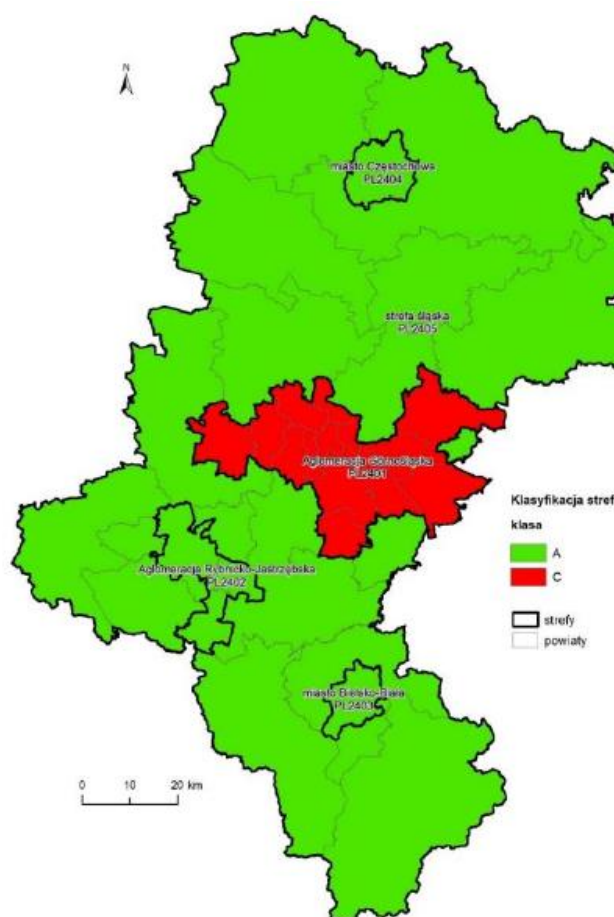 N
miasto Częstochowa
PL2404
strefa śląska
PL2405
Aglomeracja Górnośląska
PL2401
Klasyfikacja stref
klasa
A
C
strefy
powiaty
Aglomeracja Rybnicko-Jastrzębska
PL2402
miasto Bielsko-Biała
PL2403
0 10 20 km